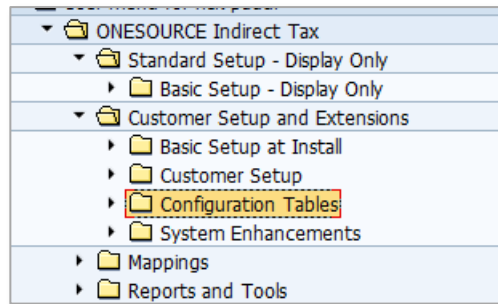 ONESOURCE Indirect Tax
Standard Setup - Display Only
Basic Setup - Display Only
Customer Setup and Extensions
Basic Setup at Install
Customer Setup
Configuration Tables
System Enhancements
Mappings
Reports and Tools